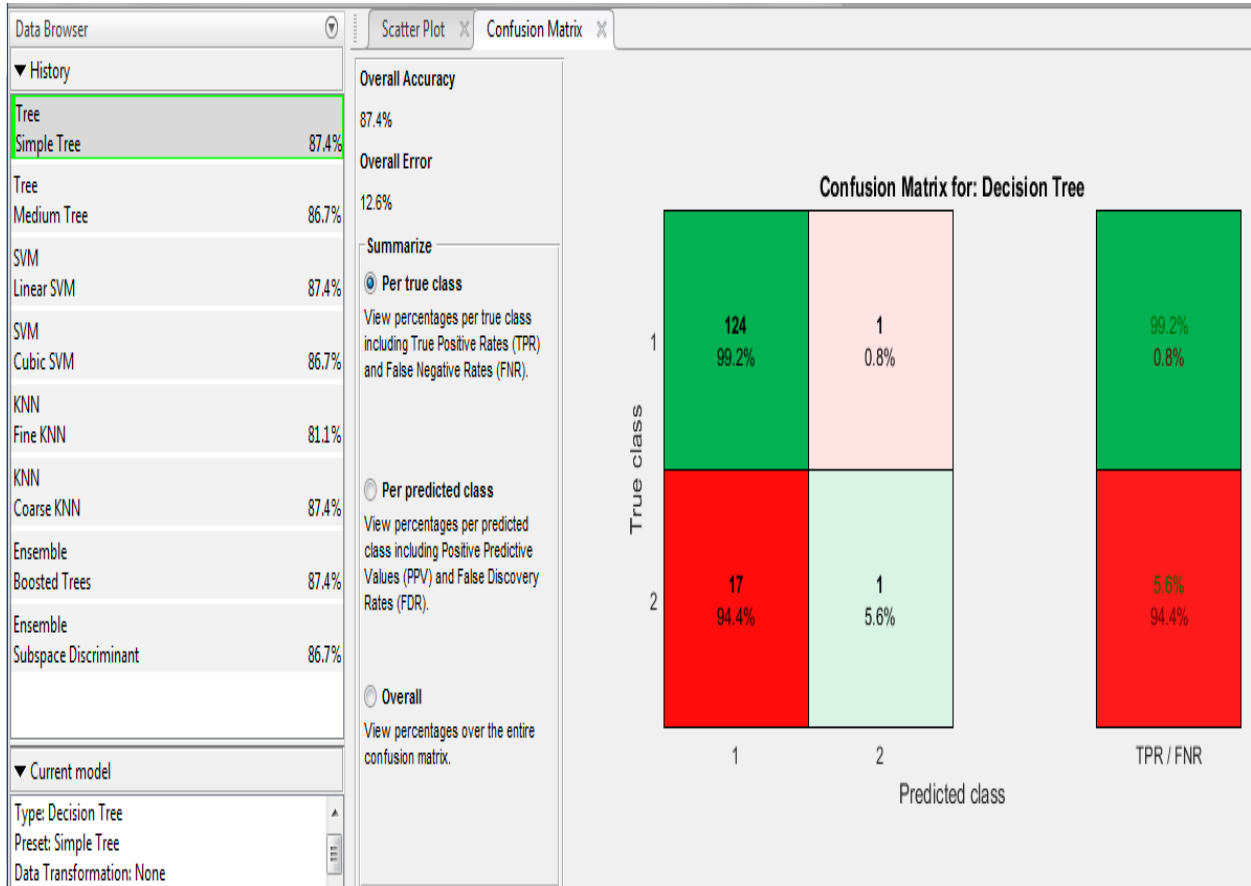 Data Browser
History
Tree
Simple Tree 87.4%
Tree
Medium Tree 86.7%
SVM
Linear SVM 87.4%
SVM
Cubic SVM 86.7%
KNN
Fine KNN 81.1%
KNN
Coarse KNN 87.4%
Ensemble
Boosted Trees 87.4%
Ensemble
Subspace Discriminant 86.7%
Current model
Type: Decision Tree
Preset: Simple Tree
Data Transformation: None
Scatter Plot
Confusion Matrix
Overall Accuracy
87.4%
Overall Error
12.6%
Summarize
Per true class
View percentages per true class
including True Positive Rates (TPR)
and False Negative Rates (FNR).
Per predicted class
View percentages per predicted
class including Positive Predictive
Values (PPV) and False Discovery
Rates (FDR).
Overall
View percentages over the entire
confusion matrix.
Confusion Matrix for: Decision Tree
True class
1
124
99.2%
1
0.8%
99.2%
0.8%
2
17
94.4%
1
5.6%
5.6%
94.4%
1
2
TPR / FNR
Predicted class